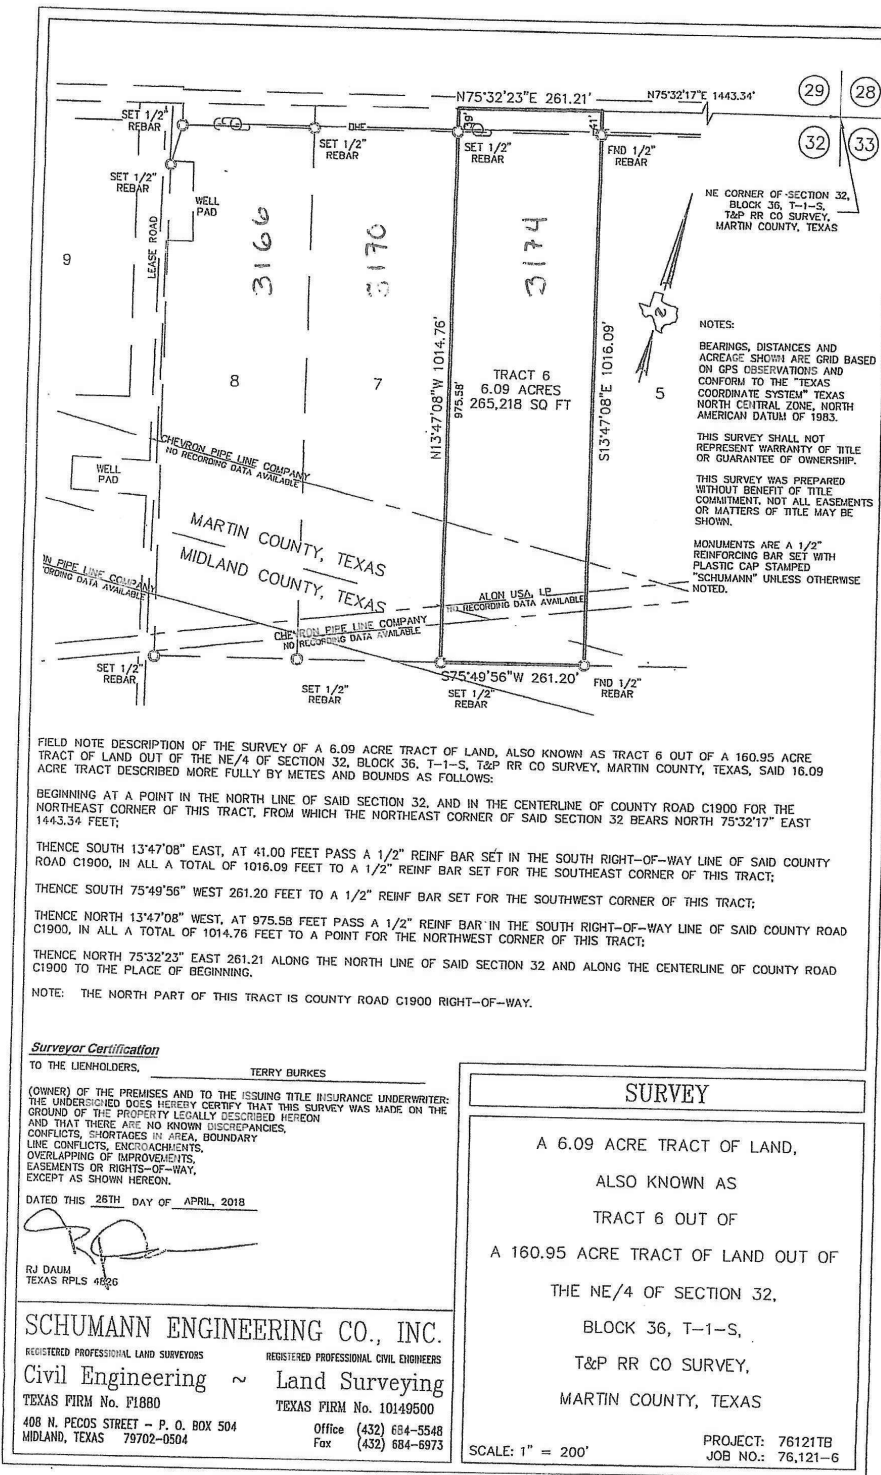 N75°32'23"E 261.21'
N75°32'17"E 1443.34'
29
28
32
33
SET 1/2"
REBAR
39'
41'
OHE
SET 1/2"
REBAR
SET 1/2"
REBAR
FND 1/2"
REBAR
SET 1/2"
REBAR
NE CORNER OF SECTION 32,
BLOCK 36, T-1-S,
T&P RR CO SURVEY,
MARTIN COUNTY, TEXAS
WELL
PAD
LEASE ROAD
3166
3170
3174
9
8
7
5
N13°47'08"W 1014.76'
975.58'
S13°47'08"E 1016.09'
TRACT 6
6.09 ACRES
265,218 SQ FT
NOTES:
BEARINGS, DISTANCES AND
ACREAGE SHOWN ARE GRID BASED
ON GPS OBSERVATIONS AND
CONFORM TO THE "TEXAS
COORDINATE SYSTEM" TEXAS
NORTH CENTRAL ZONE, NORTH
AMERICAN DATUM OF 1983.
THIS SURVEY SHALL NOT
REPRESENT WARRANTY OF TITLE
OR GUARANTEE OF OWNERSHIP.
THIS SURVEY WAS PREPARED
WITHOUT BENEFIT OF TITLE
COMMITMENT, NOT ALL EASEMENTS
OR MATTERS OF TITLE MAY BE
SHOWN.
MONUMENTS ARE A 1/2"
REINFORCING BAR SET WITH
PLASTIC CAP STAMPED
"SCHUMANN" UNLESS OTHERWISE
NOTED.
CHEVRON PIPE LINE COMPANY
NO RECORDING DATA AVAILABLE
WELL
PAD
MARTIN COUNTY, TEXAS
MIDLAND COUNTY, TEXAS
N PIPE LINE COMPANY
ORDING DATA AVAILABLE
ALON USA, LP
NO RECORDING DATA AVAILABLE
CHEVRON PIPE LINE COMPANY
NO RECORDING DATA AVAILABLE
SET 1/2"
REBAR
SET 1/2"
REBAR
S75°49'56"W 261.20'
SET 1/2"
REBAR
FND 1/2"
REBAR
FIELD NOTE DESCRIPTION OF THE SURVEY OF A 6.09 ACRE TRACT OF LAND, ALSO KNOWN AS TRACT 6 OUT OF A 160.95 ACRE
TRACT OF LAND OUT OF THE NE/4 OF SECTION 32, BLOCK 36, T-1-S, T&P RR CO SURVEY, MARTIN COUNTY, TEXAS, SAID 16.09
ACRE TRACT DESCRIBED MORE FULLY BY METES AND BOUNDS AS FOLLOWS:
BEGINNING AT A POINT IN THE NORTH LINE OF SAID SECTION 32, AND IN THE CENTERLINE OF COUNTY ROAD C1900 FOR THE
NORTHEAST CORNER OF THIS TRACT, FROM WHICH THE NORTHEAST CORNER OF SAID SECTION 32 BEARS NORTH 75°32'17" EAST
1443.34 FEET;
THENCE SOUTH 13°47'08" EAST, AT 41.00 FEET PASS A 1/2" REINF BAR SET IN THE SOUTH RIGHT-OF-WAY LINE OF SAID COUNTY
ROAD C1900, IN ALL A TOTAL OF 1016.09 FEET TO A 1/2" REINF BAR SET FOR THE SOUTHEAST CORNER OF THIS TRACT;
THENCE SOUTH 75°49'56" WEST 261.20 FEET TO A 1/2" REINF BAR SET FOR THE SOUTHWEST CORNER OF THIS TRACT;
THENCE NORTH 13°47'08" WEST, AT 975.58 FEET PASS A 1/2" REINF BAR IN THE SOUTH RIGHT-OF-WAY LINE OF SAID COUNTY ROAD
C1900, IN ALL A TOTAL OF 1014.76 FEET TO A POINT FOR THE NORTHWEST CORNER OF THIS TRACT;
THENCE NORTH 75°32'23" EAST 261.21 ALONG THE NORTH LINE OF SAID SECTION 32 AND ALONG THE CENTERLINE OF COUNTY ROAD
C1900 TO THE PLACE OF BEGINNING.
NOTE: THE NORTH PART OF THIS TRACT IS COUNTY ROAD C1900 RIGHT-OF-WAY.
Surveyor Certification
TO THE LIENHOLDERS, TERRY BURKES
(OWNER) OF THE PREMISES AND TO THE ISSUING TITLE INSURANCE UNDERWRITER:
THE UNDERSIGNED DOES HEREBY CERTIFY THAT THIS SURVEY WAS MADE ON THE
GROUND OF THE PROPERTY LEGALLY DESCRIBED HEREON
AND THAT THERE ARE NO KNOWN DISCREPANCIES,
CONFLICTS, SHORTAGES IN AREA, BOUNDARY
LINE CONFLICTS, ENCROACHMENTS,
OVERLAPPING OF IMPROVEMENTS,
EASEMENTS OR RIGHTS-OF-WAY,
EXCEPT AS SHOWN HEREON.
DATED THIS 26TH DAY OF APRIL, 2018
RJ DAUM
TEXAS RPLS 4826
SCHUMANN ENGINEERING CO., INC.
REGISTERED PROFESSIONAL LAND SURVEYORS REGISTERED PROFESSIONAL CIVIL ENGINEERS
Civil Engineering ~ Land Surveying
TEXAS FIRM No. F1880 TEXAS FIRM No. 10149500
408 N. PECOS STREET - P. O. BOX 504 Office (432) 684-5548
MIDLAND, TEXAS 79702-0504 Fax (432) 684-6973
SURVEY
A 6.09 ACRE TRACT OF LAND,
ALSO KNOWN AS
TRACT 6 OUT OF
A 160.95 ACRE TRACT OF LAND OUT OF
THE NE/4 OF SECTION 32,
BLOCK 36, T-1-S,
T&P RR CO SURVEY,
MARTIN COUNTY, TEXAS
SCALE: 1" = 200'
PROJECT: 76121TB
JOB NO.: 76,121-6